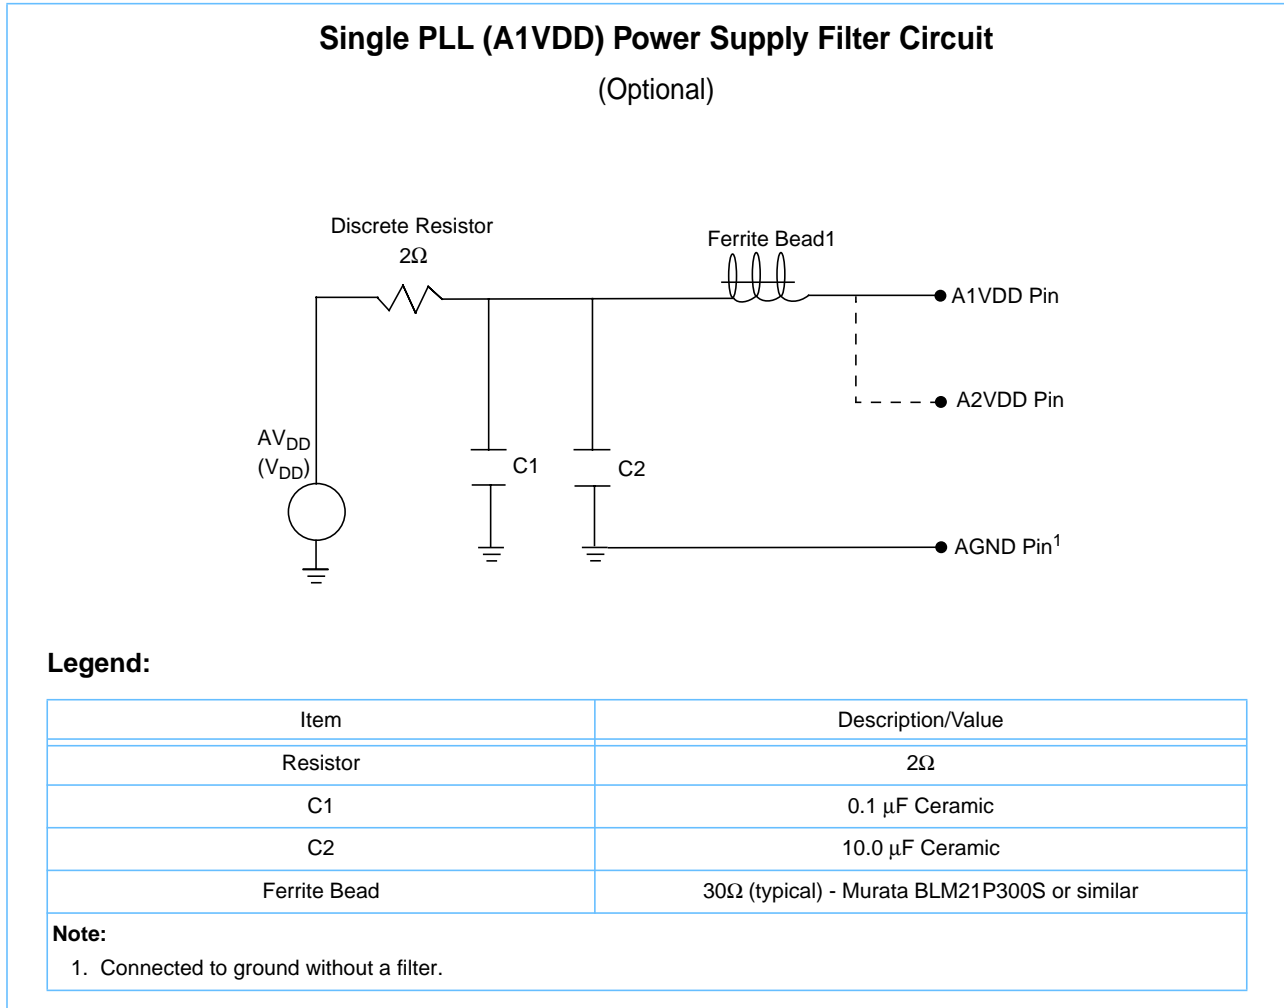 Single PLL (A1VDD) Power Supply Filter Circuit
(Optional)
Discrete Resistor
2Ω
Ferrite Bead1
A1VDD Pin
A2VDD Pin
AVDD
(VDD)
C1
C2
AGND Pin1
Legend:
Item Description/Value
Resistor 2Ω
C1 0.1 μF Ceramic
C2 10.0 μF Ceramic
Ferrite Bead 30Ω (typical) - Murata BLM21P300S or similar
Note:
1. Connected to ground without a filter.